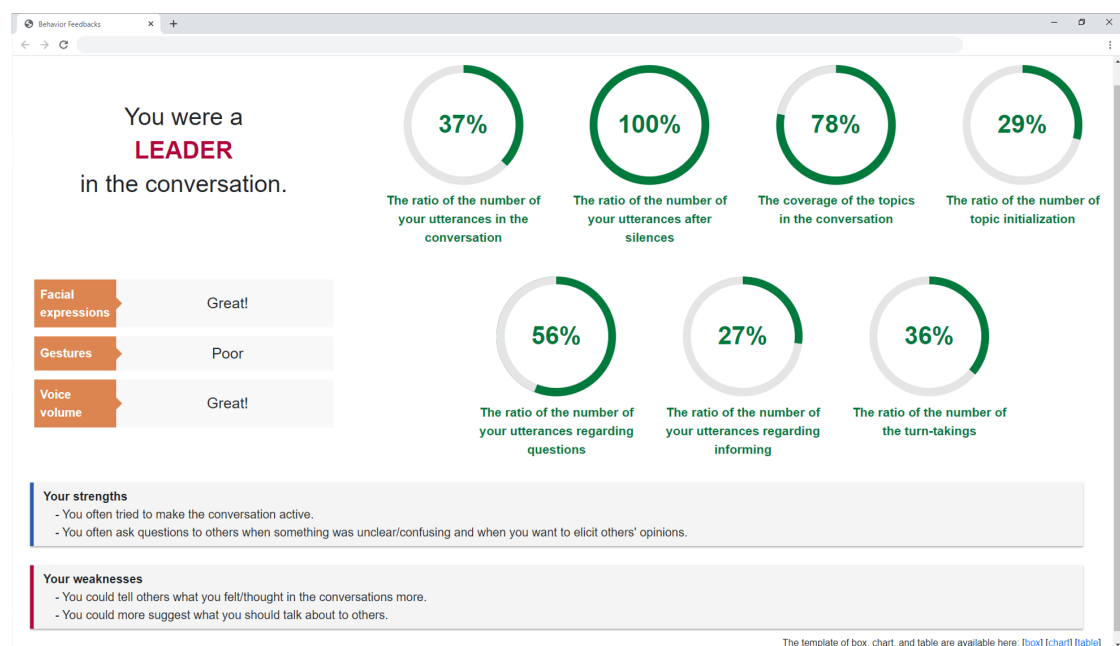 Behavior Feedbacks
You were a
LEADER
in the conversation.
37%
The ratio of the number of
your utterances in the
conversation
100%
The ratio of the number of
your utterances after
silences
78%
The coverage of the topics
in the conversation
29%
The ratio of the number of
topic initialization
Facial
expressions
Great!
Gestures
Poor
Voice
volume
Great!
56%
The ratio of the number of
your utterances regarding
questions
27%
The ratio of the number of
your utterances regarding
informing
36%
The ratio of the number of
the turn-takings
Your strengths
- You often tried to make the conversation active.
- You often ask questions to others when something was unclear/confusing and when you want to elicit others' opinions.
Your weaknesses
- You could tell others what you felt/thought in the conversations more.
- You could more suggest what you should talk about to others.
The template of box, chart, and table are available here: [box] [chart] [table]